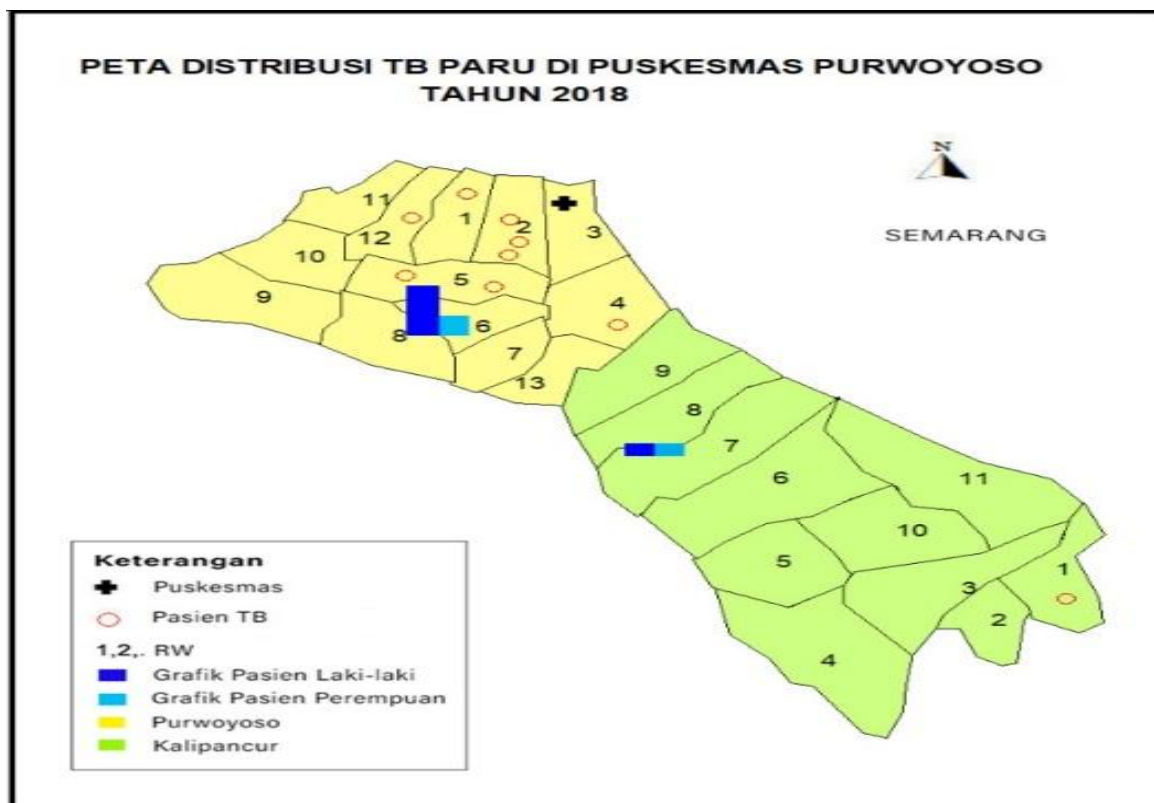 PETA DISTRIBUSI TB PARU DI PUSKESMAS PURWOYOSO
TAHUN 2018
N
SEMARANG
11
1
2
3
12
10
5
9
4
8
6
7
13
9
8
7
6
11
10
5
1
3
2
4
Keterangan
Puskesmas
Pasien TB
1,2,. RW
Grafik Pasien Laki-laki
Grafik Pasien Perempuan
Purwoyoso
Kalipancur